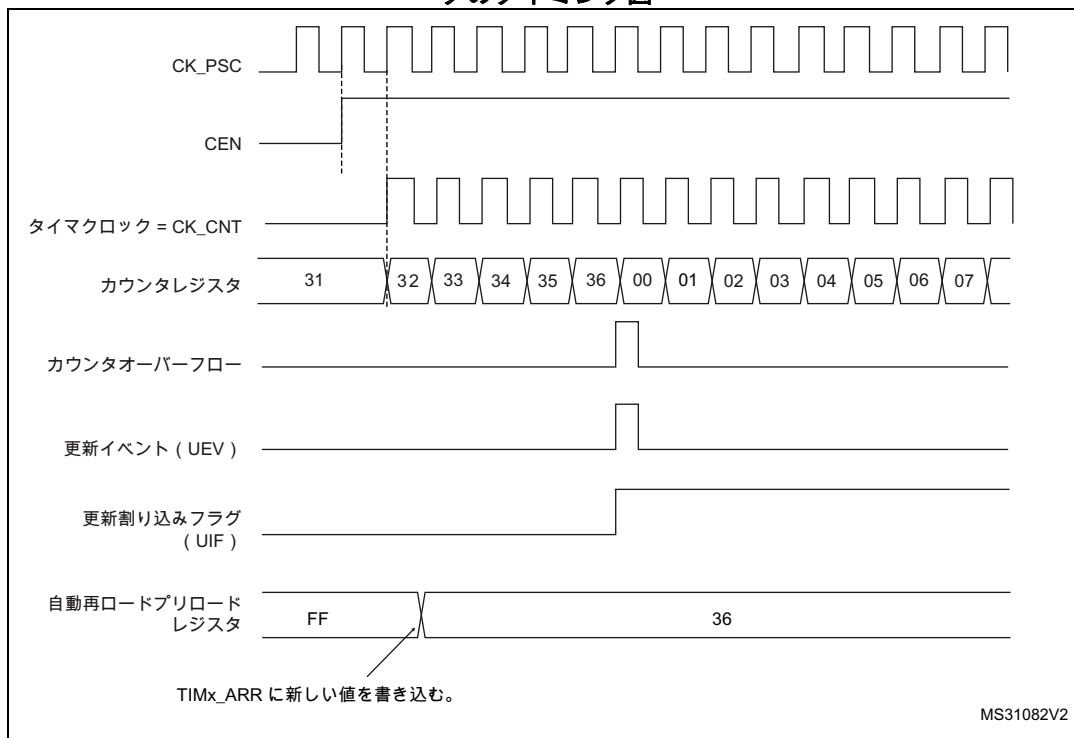 CK_PSC
CEN
タイマクロック = CK_CNT
カウンタレジスタ
31 32 33 34 35 36 00 01 02 03 04 05 06 07
カウンタオーバーフロー
更新イベント ( UEV )
更新割り込みフラグ
( UIF )
自動再ロードプリロード
レジスタ
FF 36
TIMx_ARR に新しい値を書き込む。
MS31082V2